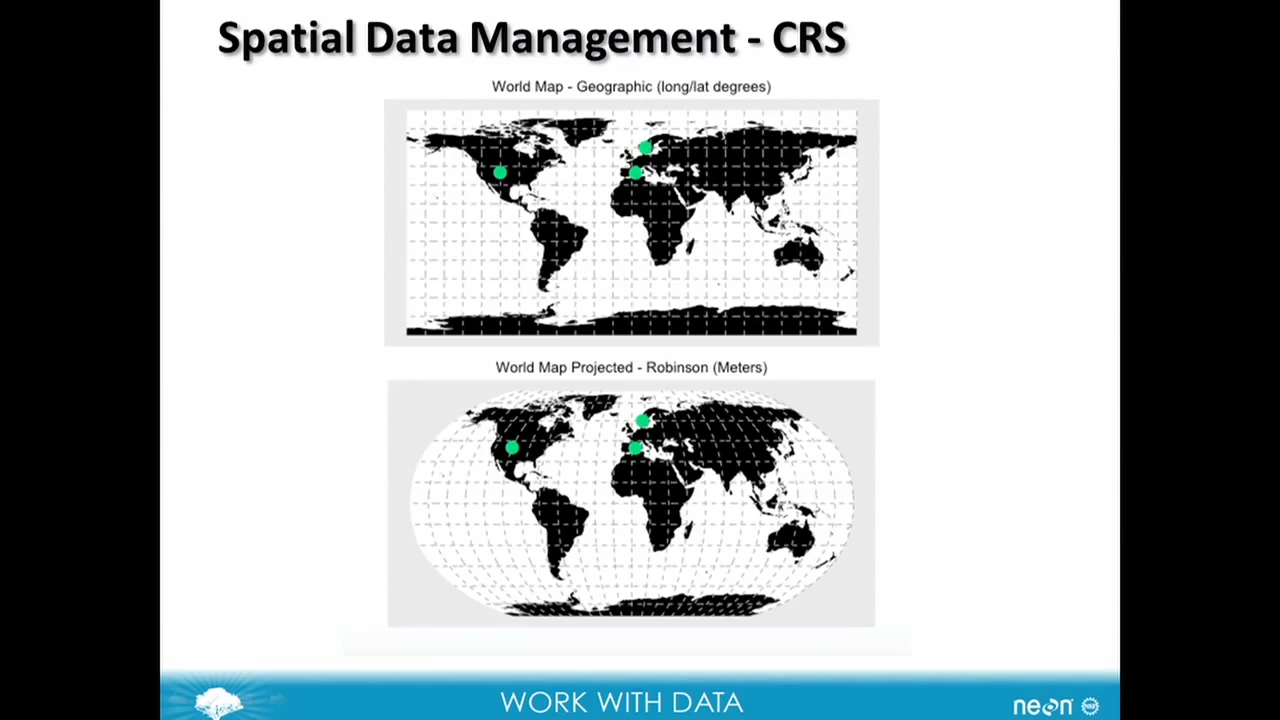 Spatial Data Management - CRS
World Map - Geographic (long/lat degrees)
World Map Projected - Robinson (Meters)
WORK WITH DATA
neon